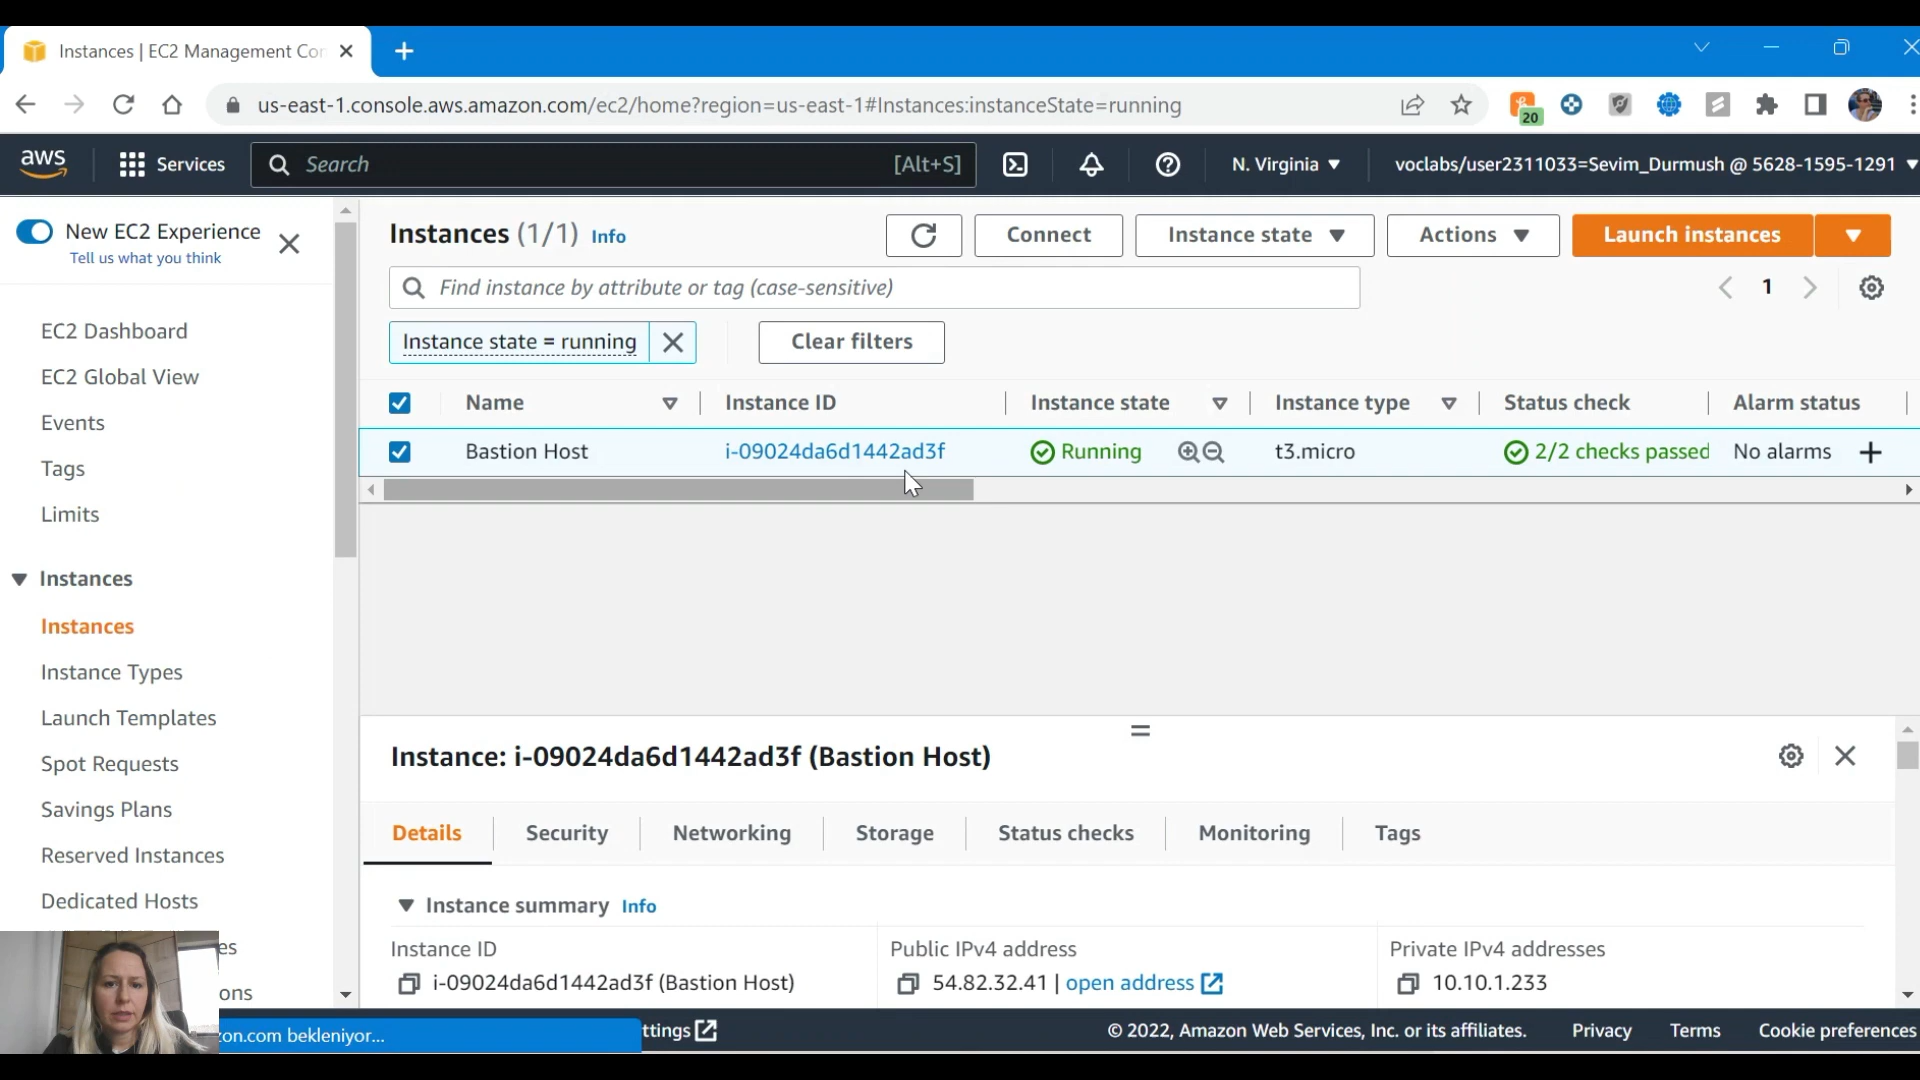 Instances | EC2 Management Con
us-east-1.console.aws.amazon.com/ec2/home?region=us-east-1#Instances:instanceState=running
20
aws
Services
Search
[Alt+S]
N. Virginia
voclabs/user2311033=Sevim_Durmush @ 5628-1595-1291
New EC2 Experience
Tell us what you think
EC2 Dashboard
EC2 Global View
Events
Tags
Limits
Instances
Instances
Instance Types
Launch Templates
Spot Requests
Savings Plans
Reserved Instances
Dedicated Hosts
es
ons
Instances (1/1) Info
Connect
Instance state
Actions
Launch instances
Find instance by attribute or tag (case-sensitive)
1
Instance state = running
Clear filters
Name Instance ID Instance state Instance type Status check Alarm status
Bastion Host i-09024da6d1442ad3f Running t3.micro 2/2 checks passed No alarms
Instance: i-09024da6d1442ad3f (Bastion Host)
Details Security Networking Storage Status checks Monitoring Tags
Instance summary Info
Instance ID Public IPv4 address Private IPv4 addresses
i-09024da6d1442ad3f (Bastion Host) 54.82.32.41 | open address 10.10.1.233
zon.com bekleniyor...
ttings
© 2022, Amazon Web Services, Inc. or its affiliates. Privacy Terms Cookie preferences